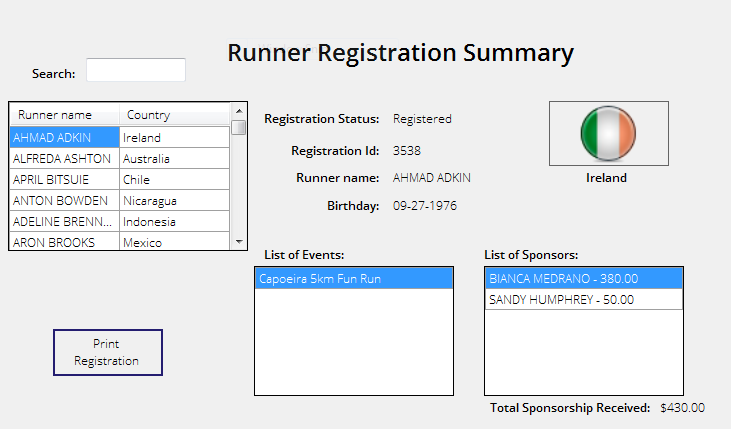 Runner Registration Summary
Search:
Runner name Country
AHMAD ADKIN Ireland
ALFREDA ASHTON Australia
APRIL BITSUIE Chile
ANTON BOWDEN Nicaragua
ADELINE BRENN... Indonesia
ARON BROOKS Mexico
Registration Status: Registered
Registration Id: 3538
Runner name: AHMAD ADKIN
Birthday: 09-27-1976
Ireland
List of Events:
Capoeira 5km Fun Run
List of Sponsors:
BIANCA MEDRANO - 380.00
SANDY HUMPHREY - 50.00
Print
Registration
Total Sponsorship Received: $430.00